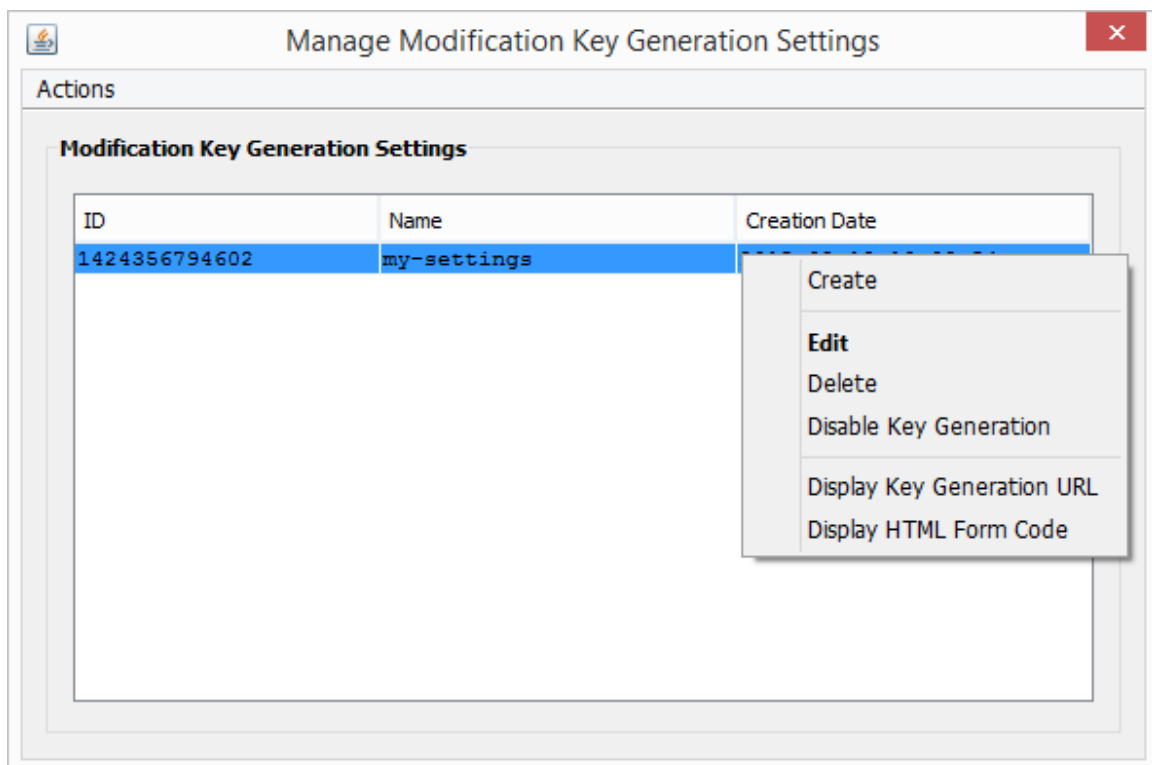 Manage Modification Key Generation Settings
Actions
Modification Key Generation Settings
ID Name Creation Date
1424356794602 my-settings
Create
Edit
Delete
Disable Key Generation
Display Key Generation URL
Display HTML Form Code